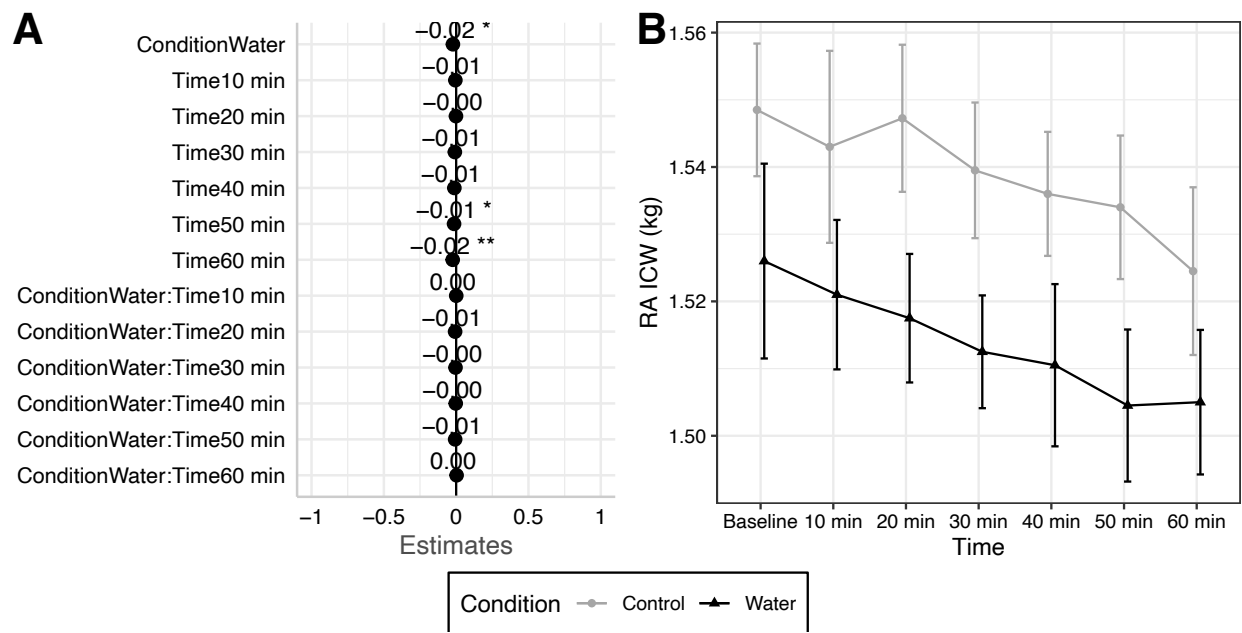 A
ConditionWater
−0.02 *
Time10 min
−0.01
Time20 min
−0.00
Time30 min
−0.01
Time40 min
−0.01
Time50 min
−0.01 *
Time60 min
−0.02 **
ConditionWater:Time10 min
0.00
ConditionWater:Time20 min
−0.01
ConditionWater:Time30 min
−0.00
ConditionWater:Time40 min
−0.00
ConditionWater:Time50 min
−0.01
ConditionWater:Time60 min
0.00
−1 −0.5 0 0.5 1
Estimates
B
1.56
1.54
1.52
1.50
RA ICW (kg)
Baseline 10 min 20 min 30 min 40 min 50 min 60 min
Time
Condition Control Water